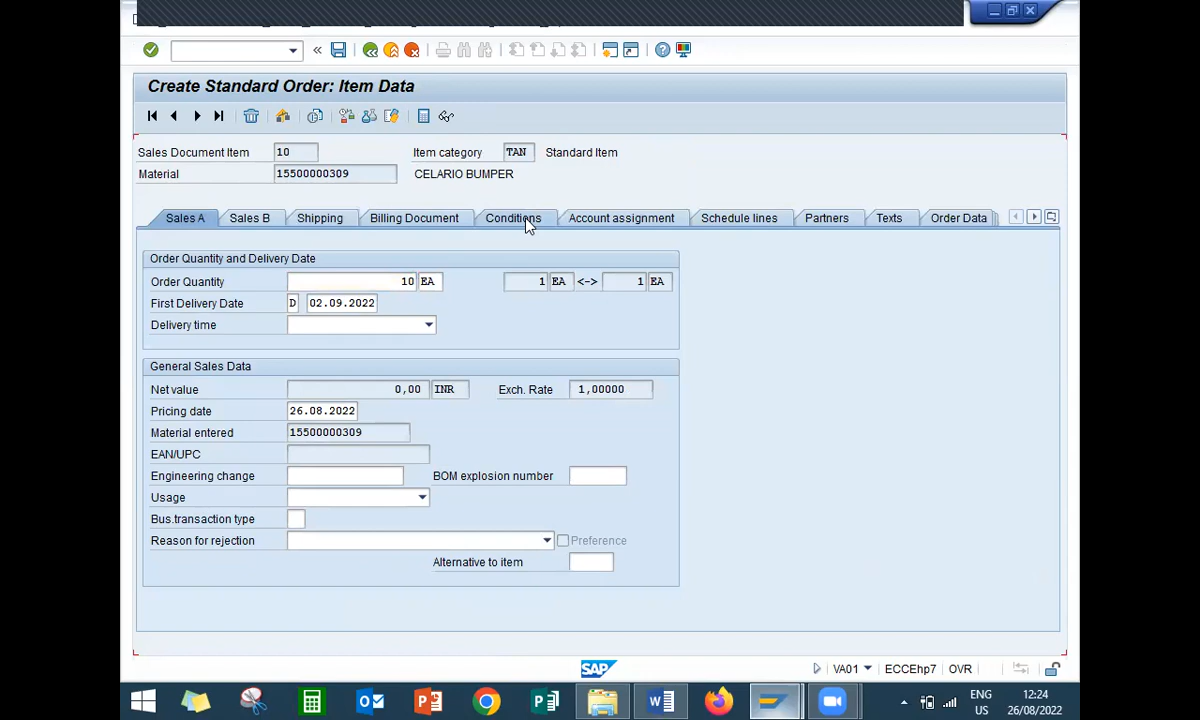 Create Standard Order: Item Data
Sales Document Item 10 Item category TAN Standard Item
Material 15500000309 CELARIO BUMPER
Sales A Sales B Shipping Billing Document Conditions Account assignment Schedule lines Partners Texts Order Data
Order Quantity and Delivery Date
Order Quantity 10 EA 1 EA <-> 1 EA
First Delivery Date D 02.09.2022
Delivery time
General Sales Data
Net value 0,00 INR Exch. Rate 1,00000
Pricing date 26.08.2022
Material entered 15500000309
EAN/UPC
Engineering change BOM explosion number
Usage
Bus.transaction type
Reason for rejection Preference
Alternative to item
SAP VA01 ECCEhp7 OVR
ENG 12:24
US 26/08/2022